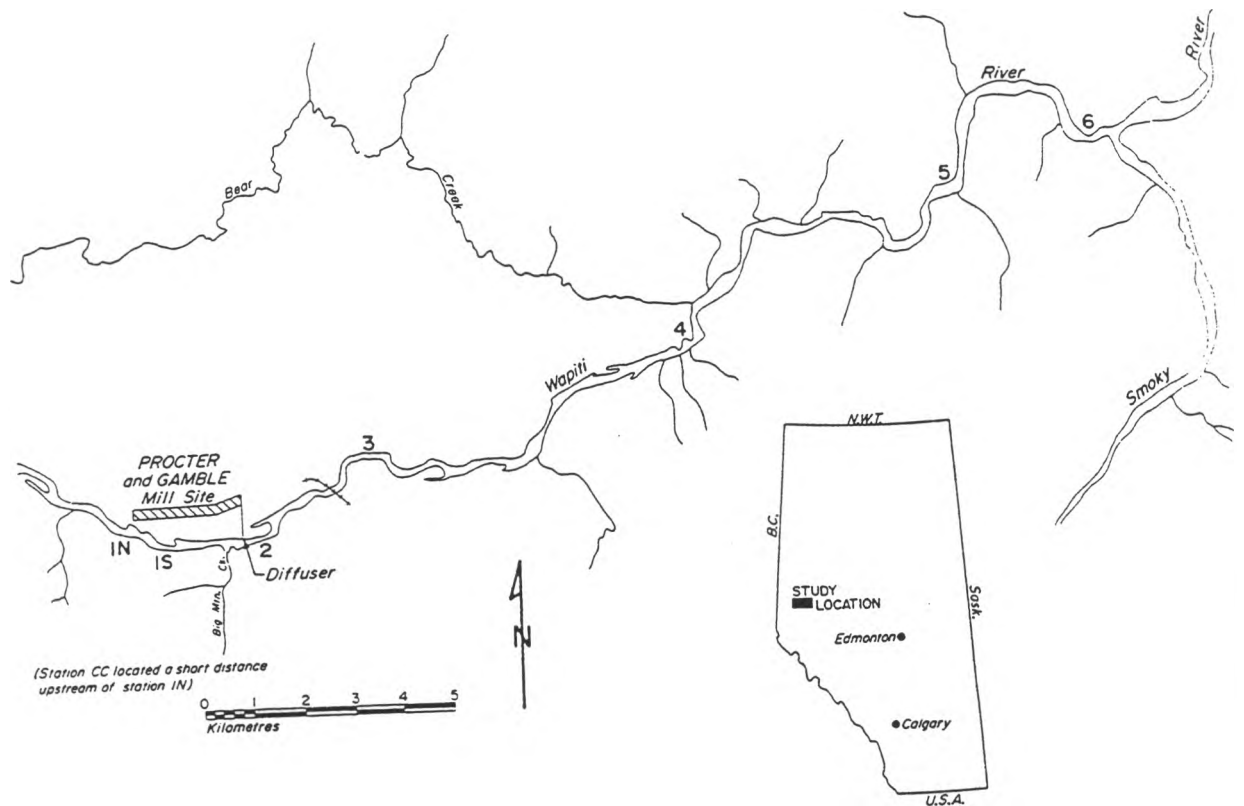 River
River
6
5
Bear
Creek
4
Wapiti
Smoky
3
PROCTER
and GAMBLE
Mill Site
IN
IS
2
Diffuser
Big Mtn. Ck.
(Station CC located a short distance
upstream of station IN)
0 1 2 3 4 5
Kilometres
N
N.W.T.
B.C.
Sask.
STUDY
LOCATION
Edmonton
Calgary
U.S.A.